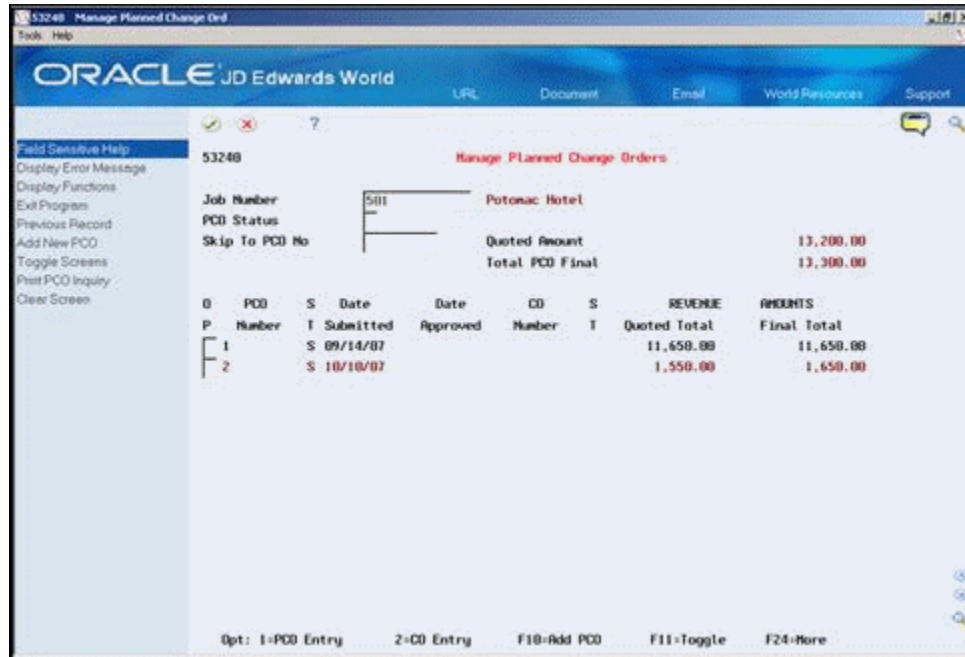 53240 Manage Planned Change Ord
Tools Help
ORACLE JD Edwards World
URL Document Email World Resources Support
?
Field Sensitive Help
Display Error Message
Display Functions
Exit Program
Previous Record
Add New PCO
Toggle Screens
Print PCO Inquiry
Clear Screen
53240 Manage Planned Change Orders
Job Number 501 Potomac Hotel
PCO Status
Skip To PCO No Quoted Amount 13,200.00
Total PCO Final 13,300.00
O PCO S Date Date CO S REVENUE AMOUNTS
P Number T Submitted Approved Number T Quoted Total Final Total
1 S 09/14/07 11,650.00 11,650.00
2 S 10/10/07 1,550.00 1,650.00
Opt: 1=PCO Entry 2=CO Entry F10=Add PCO F11=Toggle F24=More